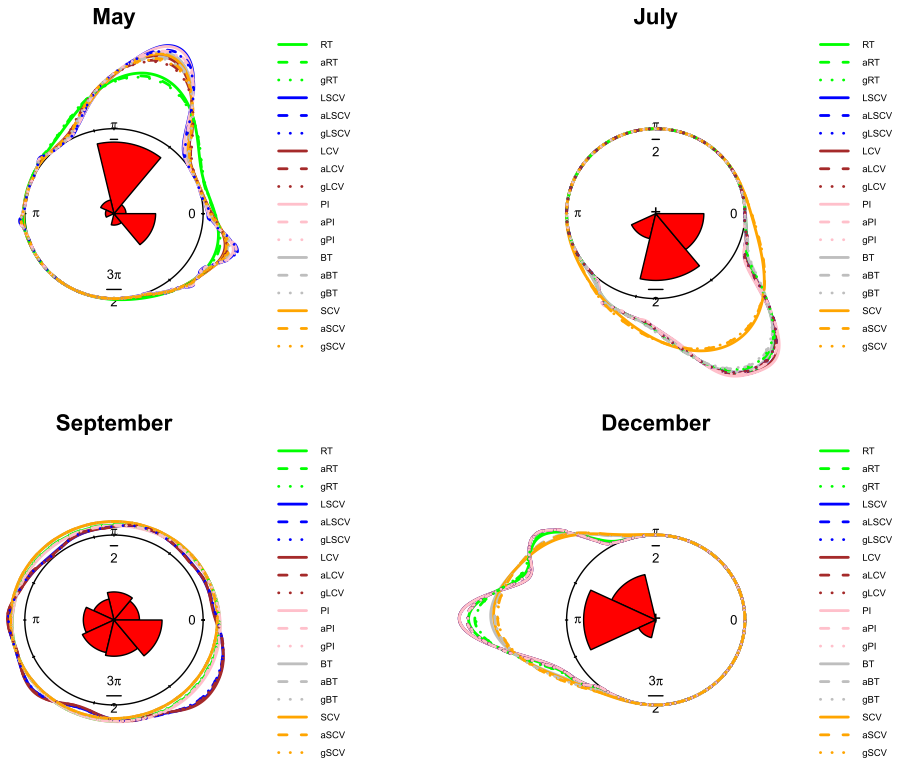 May
RT
aRT
gRT
LSCV
aLSCV
gLSCV
LCV
aLCV
gLCV
PI
aPI
gPI
BT
aBT
gBT
SCV
aSCV
gSCV
π
2
π
0
3π
2
July
RT
aRT
gRT
LSCV
aLSCV
gLSCV
LCV
aLCV
gLCV
PI
aPI
gPI
BT
aBT
gBT
SCV
aSCV
gSCV
π
2
π
0
3π
2
September
RT
aRT
gRT
LSCV
aLSCV
gLSCV
LCV
aLCV
gLCV
PI
aPI
gPI
BT
aBT
gBT
SCV
aSCV
gSCV
π
2
π
0
3π
2
December
RT
aRT
gRT
LSCV
aLSCV
gLSCV
LCV
aLCV
gLCV
PI
aPI
gPI
BT
aBT
gBT
SCV
aSCV
gSCV
π
2
π
0
3π
2